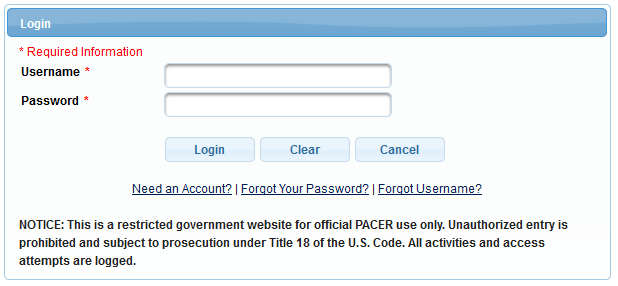 Login
* Required Information
Username *
Password *
Login Clear Cancel
Need an Account? | Forgot Your Password? | Forgot Username?
NOTICE: This is a restricted government website for official PACER use only. Unauthorized entry is
prohibited and subject to prosecution under Title 18 of the U.S. Code. All activities and access
attempts are logged.